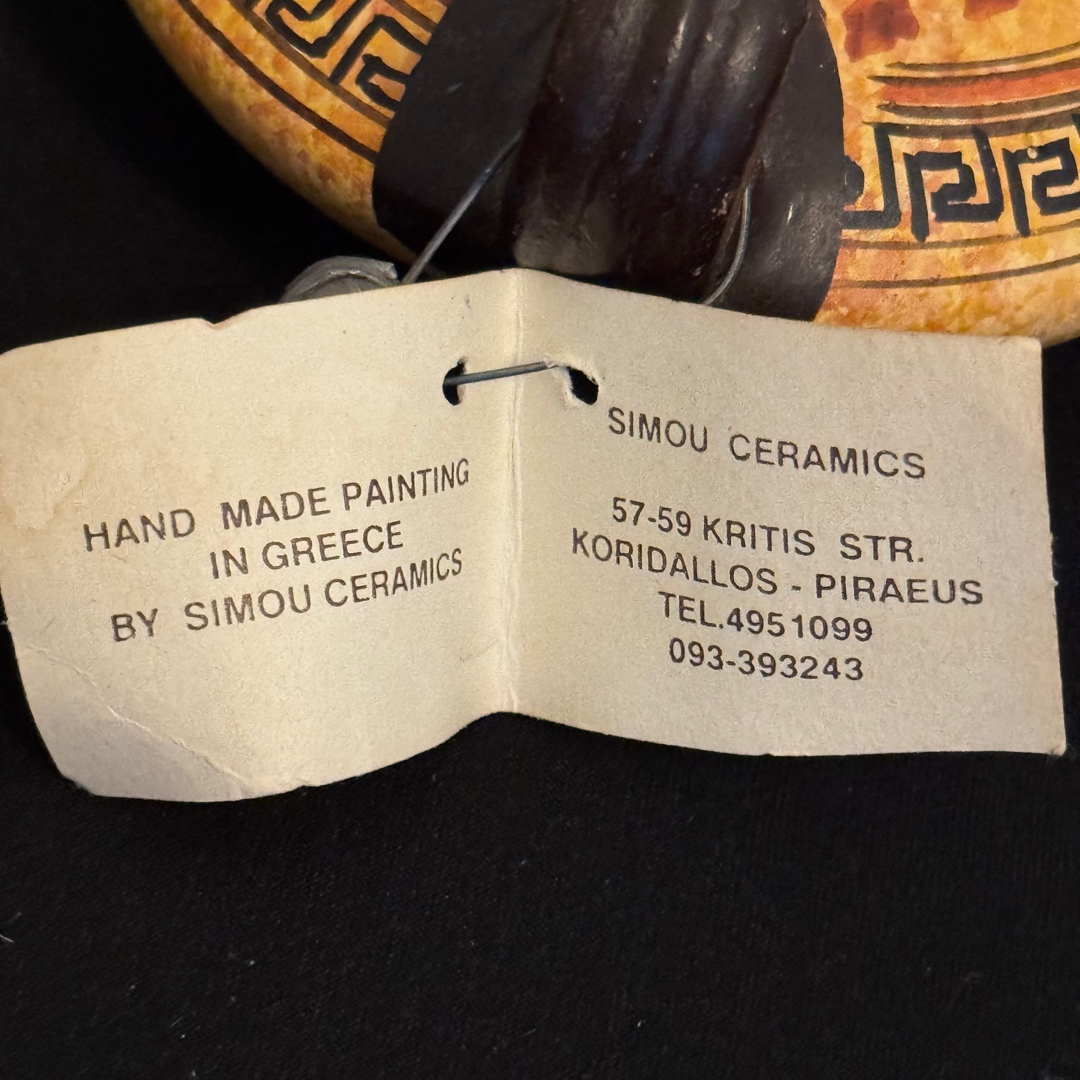 HAND MADE PAINTING
IN GREECE
BY SIMOU CERAMICS
SIMOU CERAMICS
57-59 KRITIS STR.
KORIDALLOS - PIRAEUS
TEL.4951099
093-393243